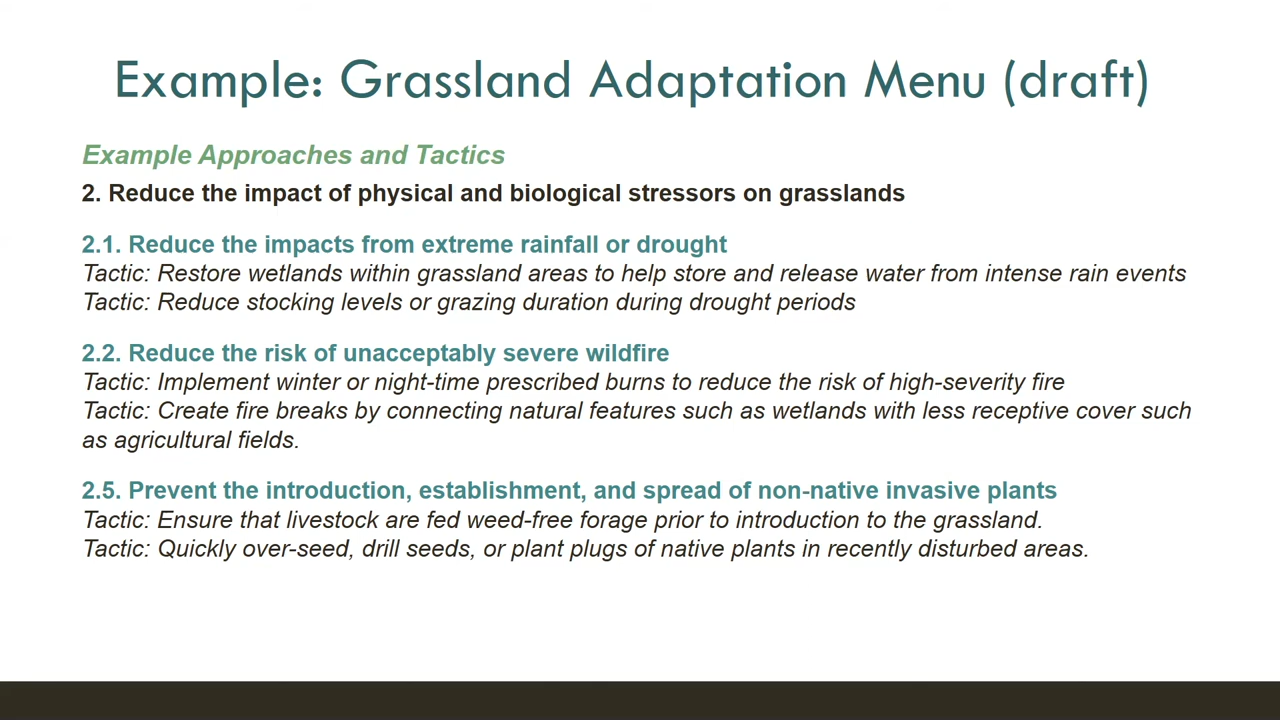 Example: Grassland Adaptation Menu (draft)
Example Approaches and Tactics
2. Reduce the impact of physical and biological stressors on grasslands
2.1. Reduce the impacts from extreme rainfall or drought
Tactic: Restore wetlands within grassland areas to help store and release water from intense rain events
Tactic: Reduce stocking levels or grazing duration during drought periods
2.2. Reduce the risk of unacceptably severe wildfire
Tactic: Implement winter or night-time prescribed burns to reduce the risk of high-severity fire
Tactic: Create fire breaks by connecting natural features such as wetlands with less receptive cover such
as agricultural fields.
2.5. Prevent the introduction, establishment, and spread of non-native invasive plants
Tactic: Ensure that livestock are fed weed-free forage prior to introduction to the grassland.
Tactic: Quickly over-seed, drill seeds, or plant plugs of native plants in recently disturbed areas.